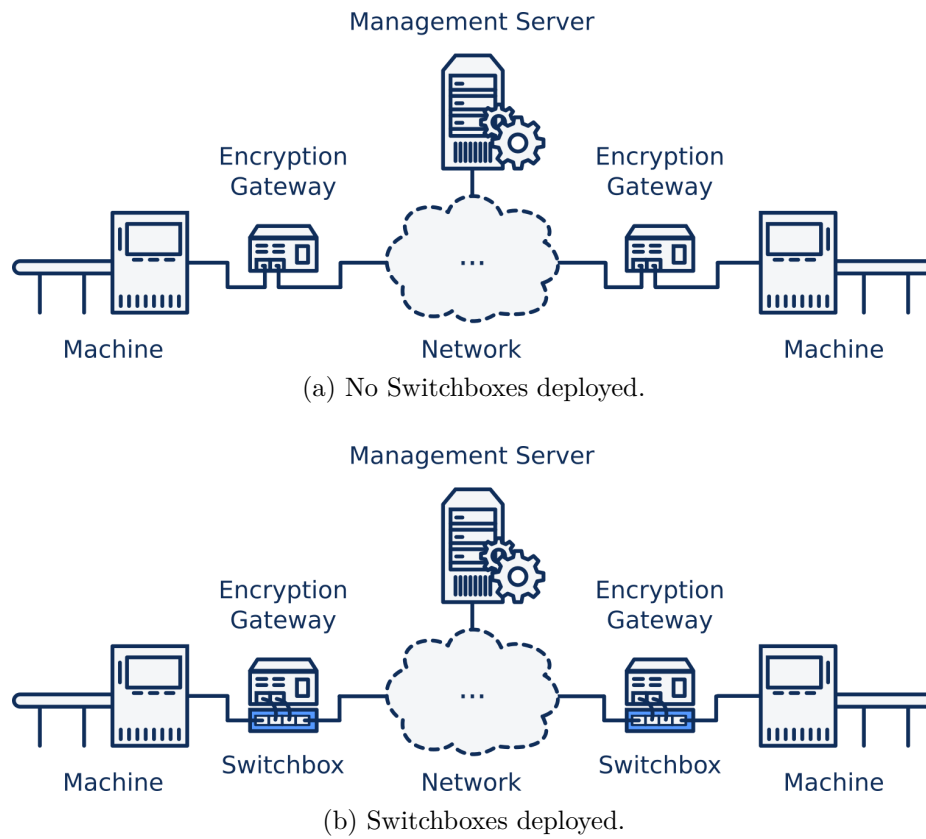 Management Server
Encryption
Gateway
Encryption
Gateway
...
Machine
Network
Machine
(a) No Switchboxes deployed.
Management Server
Encryption
Gateway
Encryption
Gateway
...
Switchbox
Switchbox
Machine
Network
Machine
(b) Switchboxes deployed.